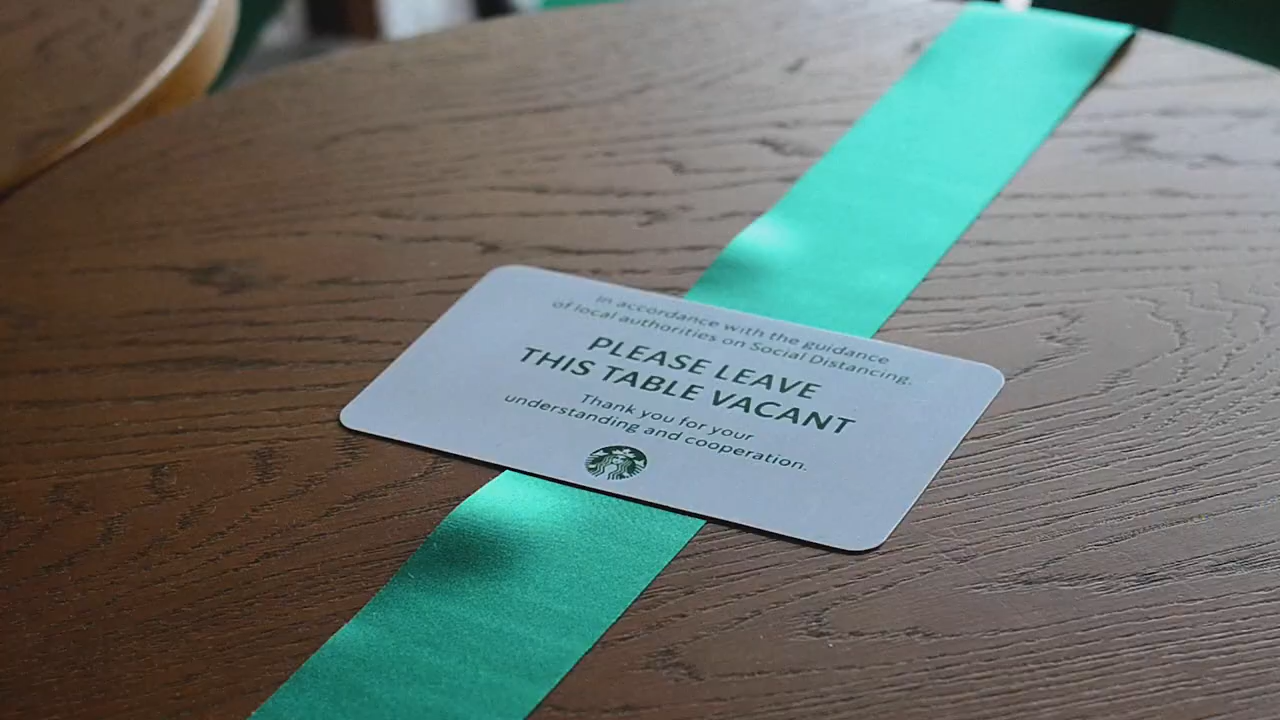 In accordance with the guidance
of local authorities on Social Distancing.
PLEASE LEAVE
THIS TABLE VACANT
Thank you for your
understanding and cooperation.